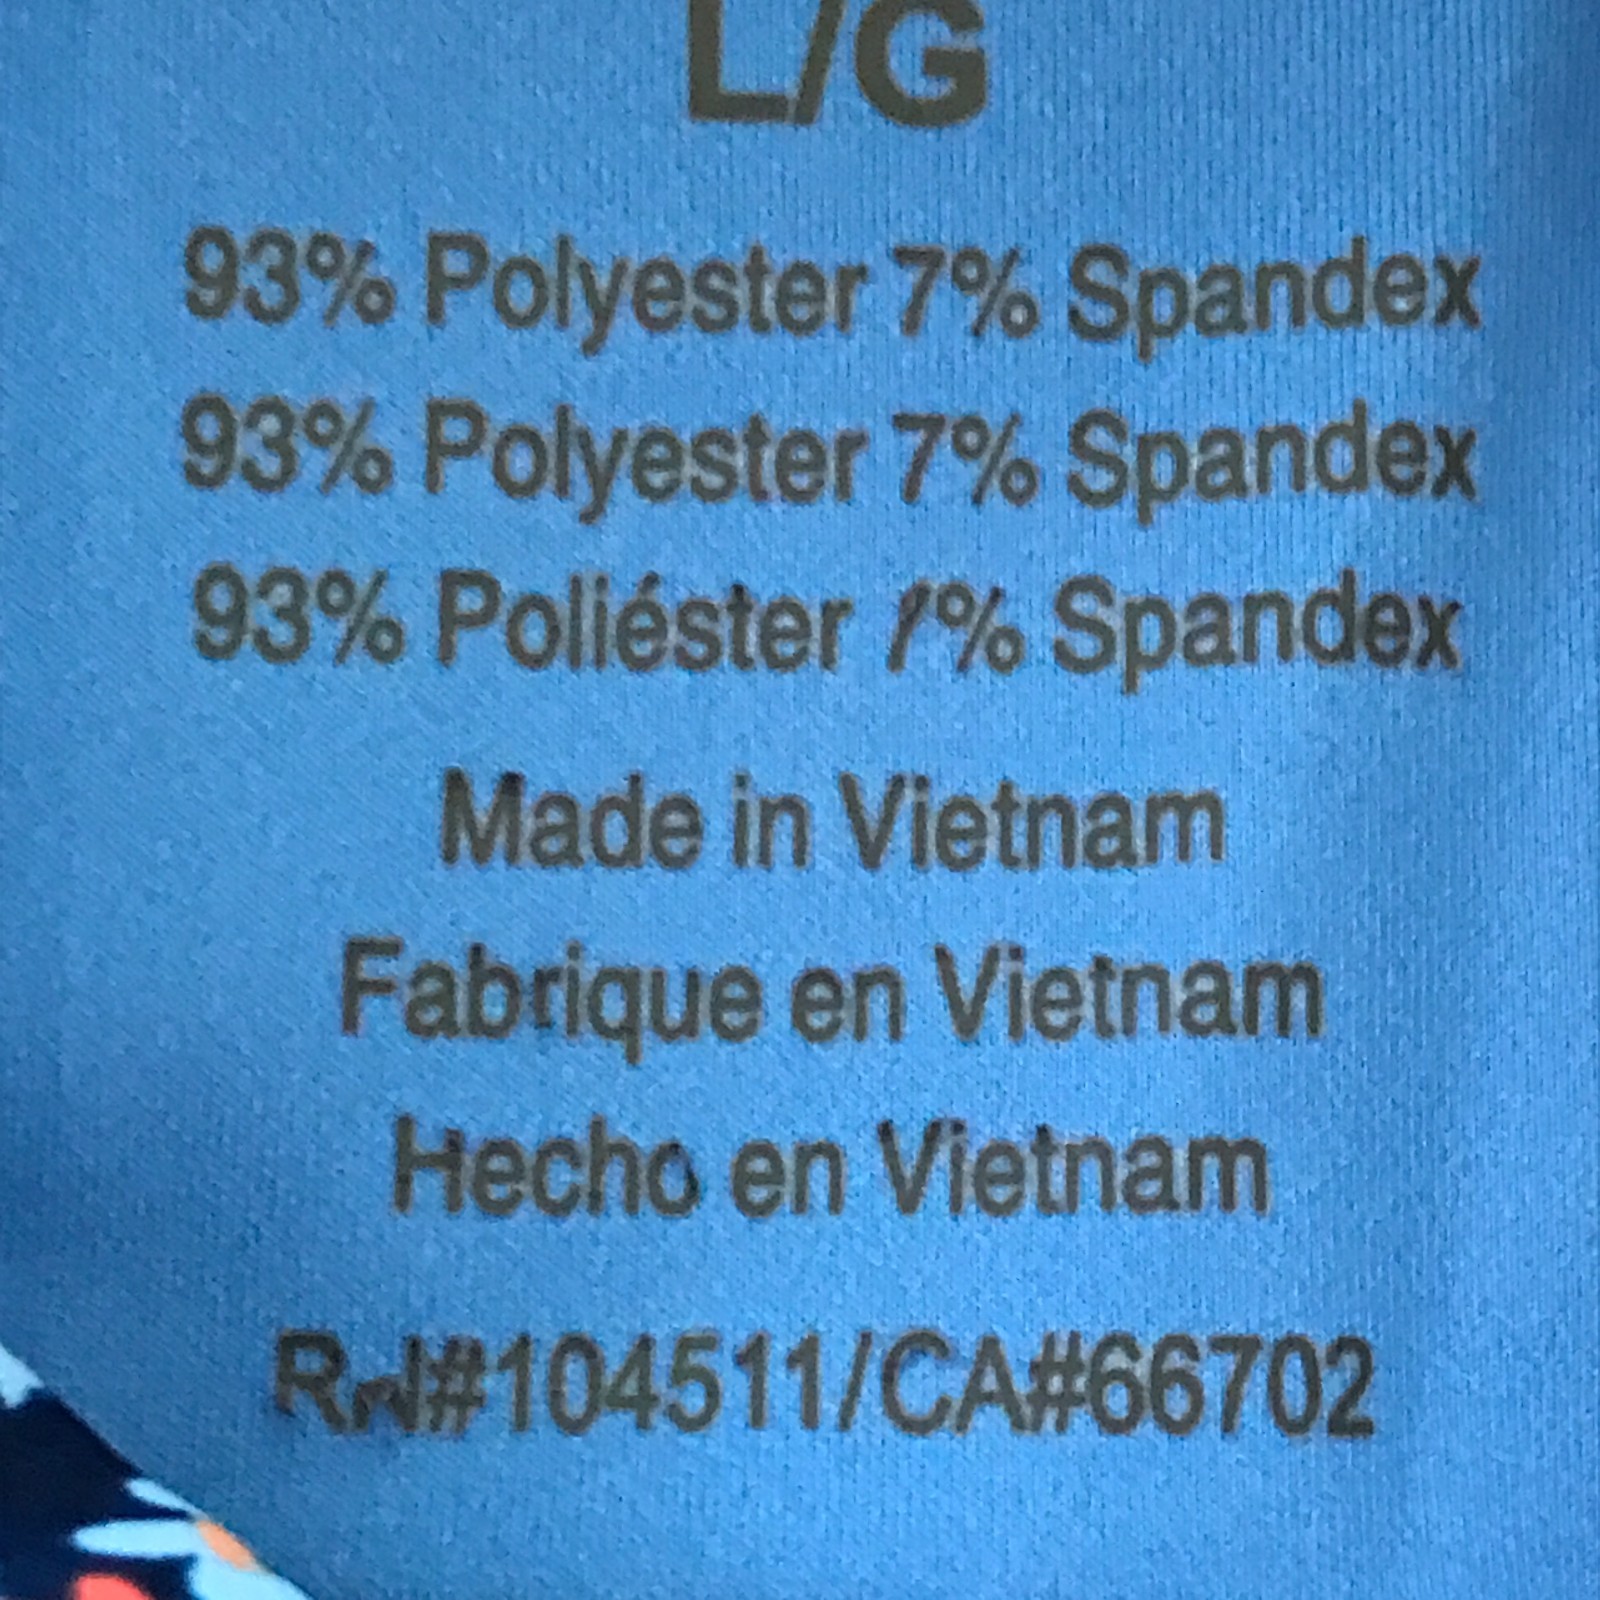 L/G
93% Polyester 7% Spandex
93% Polyester 7% Spandex
93% Poliéster 7% Spandex
Made in Vietnam
Fabrique en Vietnam
Hecho en Vietnam
RN#104511/CA#66702